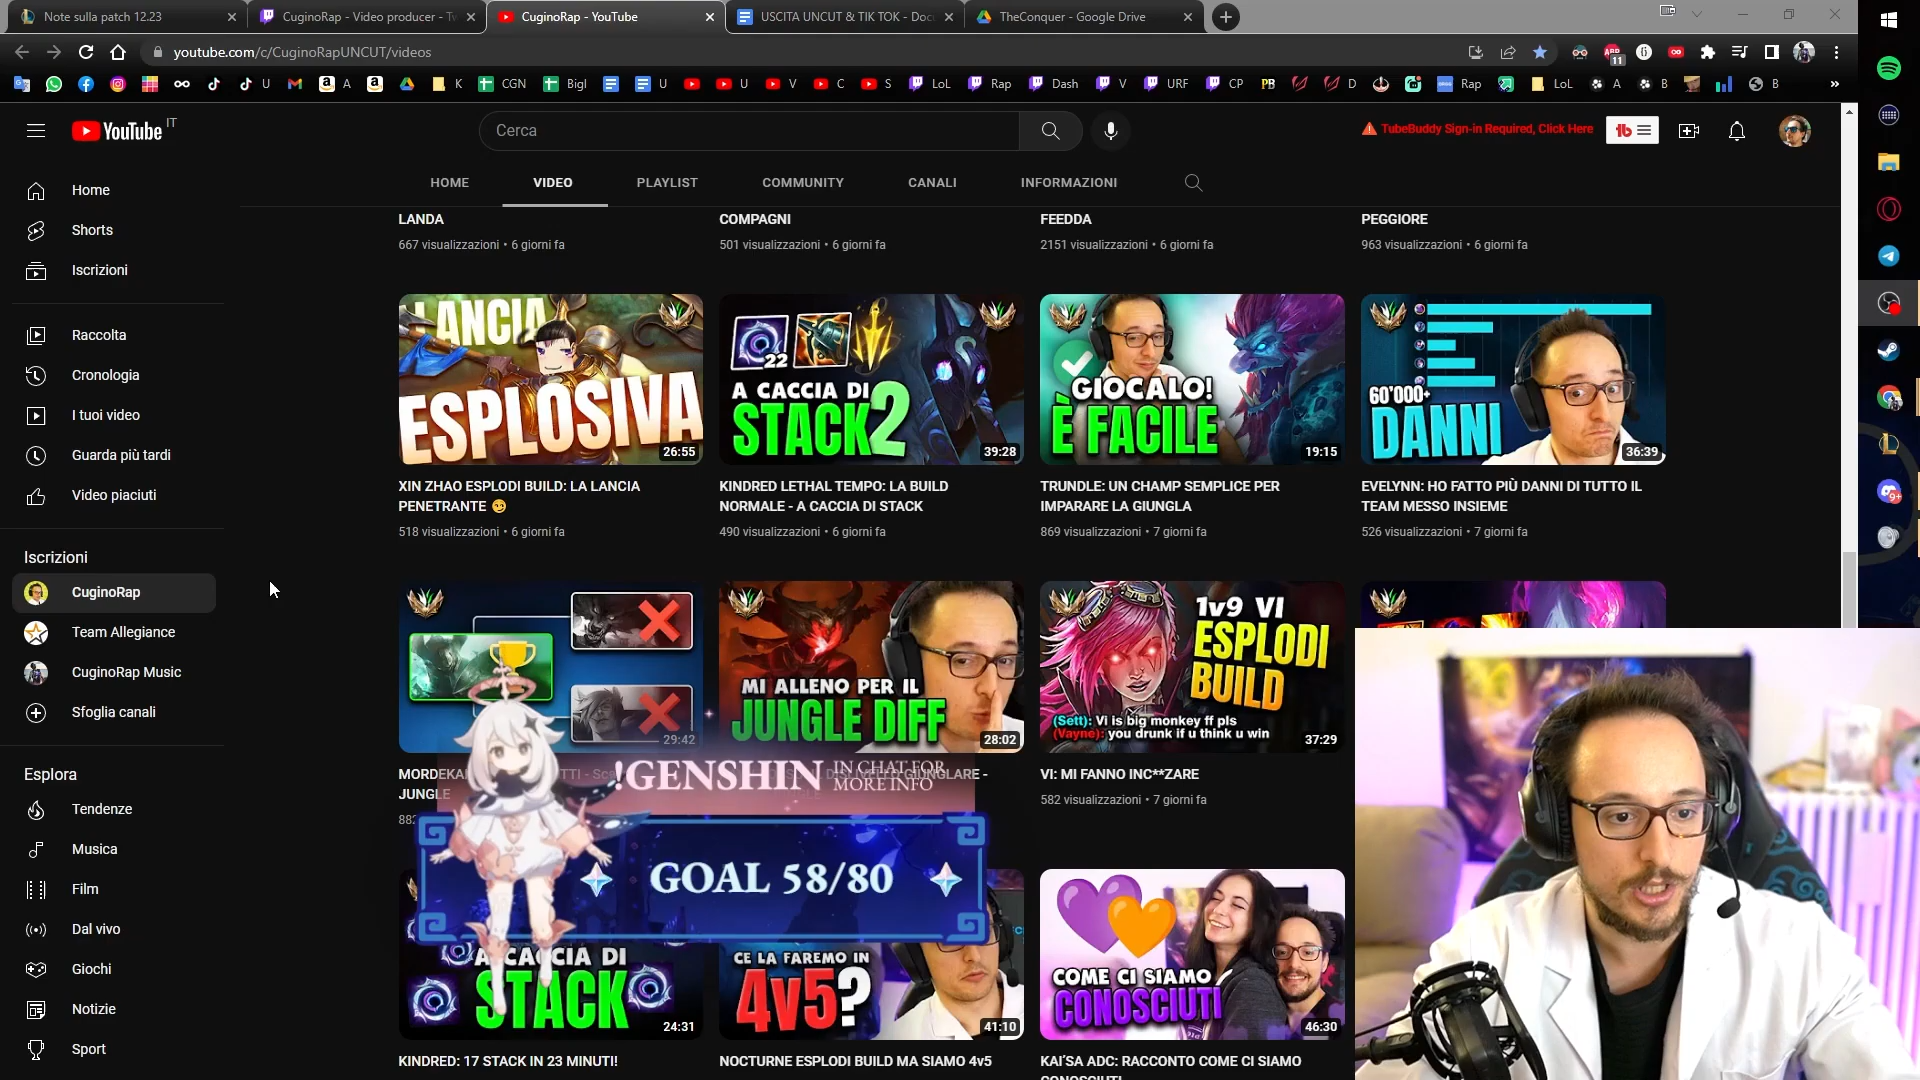 Note sulla patch 12.23
CuginoRap - Video producer - Tw
CuginoRap - YouTube
USCITA UNCUT & TIK TOK - Docu
TheConquer - Google Drive
youtube.com/c/CuginoRapUNCUT/videos
11
U
A
K
CGN
Bigl
U
U
V
C
S
LoL
Rap
Dash
V
URF
CP
PB
D
Rap
LoL
A
B
B
»
YouTube IT
Cerca
TubeBuddy Sign-in Required, Click Here
tb
HOME
VIDEO
PLAYLIST
COMMUNITY
CANALI
INFORMAZIONI
Home
Shorts
Iscrizioni
Raccolta
Cronologia
I tuoi video
Guarda più tardi
Video piaciuti
Iscrizioni
CuginoRap
Team Allegiance
CuginoRap Music
Sfoglia canali
Esplora
Tendenze
Musica
Film
Dal vivo
Giochi
Notizie
Sport
LANDA
667 visualizzazioni • 6 giorni fa
COMPAGNI
501 visualizzazioni • 6 giorni fa
FEEDDA
2151 visualizzazioni • 6 giorni fa
PEGGIORE
963 visualizzazioni • 6 giorni fa
LANCIA
ESPLOSIVA
26:55
XIN ZHAO ESPLODI BUILD: LA LANCIA
PENETRANTE 😏
518 visualizzazioni • 6 giorni fa
22
A CACCIA DI
STACK2
39:28
KINDRED LETHAL TEMPO: LA BUILD
NORMALE - A CACCIA DI STACK
490 visualizzazioni • 6 giorni fa
GIOCALO!
È FACILE
19:15
TRUNDLE: UN CHAMP SEMPLICE PER
IMPARARE LA GIUNGLA
869 visualizzazioni • 7 giorni fa
60'000+
DANNI
36:39
EVELYNN: HO FATTO PIÙ DANNI DI TUTTO IL
TEAM MESSO INSIEME
526 visualizzazioni • 7 giorni fa
29:42
JUNGLE
MI ALLENO PER IL
JUNGLE DIFF
28:02
1v9 VI
ESPLODI
BUILD
(Sett): Vi is big monkey ff pls
(Vayne): you drunk if u think u win
37:29
VI: MI FANNO INC**ZARE
582 visualizzazioni • 7 giorni fa
!GENSHIN
IN CHAT FOR
MORE INFO
GOAL 58/80
A CACCIA DI
STACK
24:31
KINDRED: 17 STACK IN 23 MINUTI!
CE LA FAREMO IN
4v5?
41:10
NOCTURNE ESPLODI BUILD MA SIAMO 4v5
COME CI SIAMO
CONOSCIUTI
46:30
KAI'SA ADC: RACCONTO COME CI SIAMO
CONOSCIUTI
9+